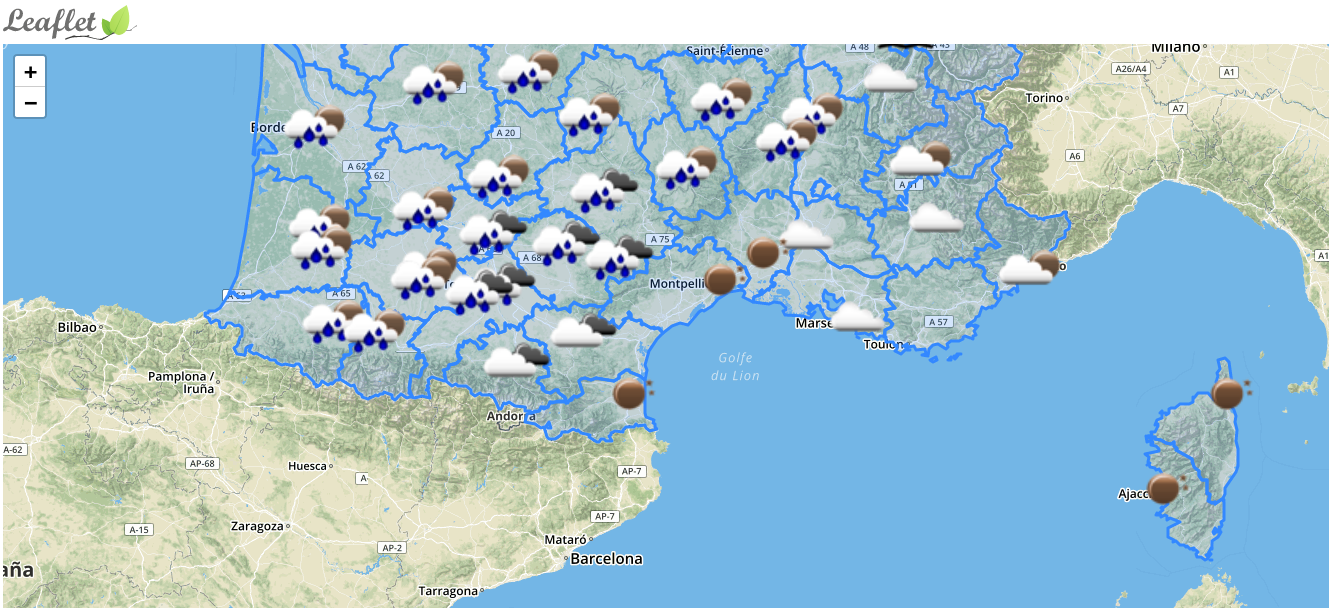 Leaflet
+
−
Saint-Étienne
A 48
A 43
Milano
A26/A4
A1
Torino
A7
Borde
A 20
A 62
A 62
A6
A 75
A 68
Montpelli
A 63
A 65
Bilbao
Marse
A 57
Toulon
Golfe
du Lion
Pamplona /
Iruña
Andorra
A-62
AP-68
Huesca
A-
AP-7
Ajacc
A-15
Zaragoza
AP-7
AP-2
Mataró
Barcelona
aña
Tarragona